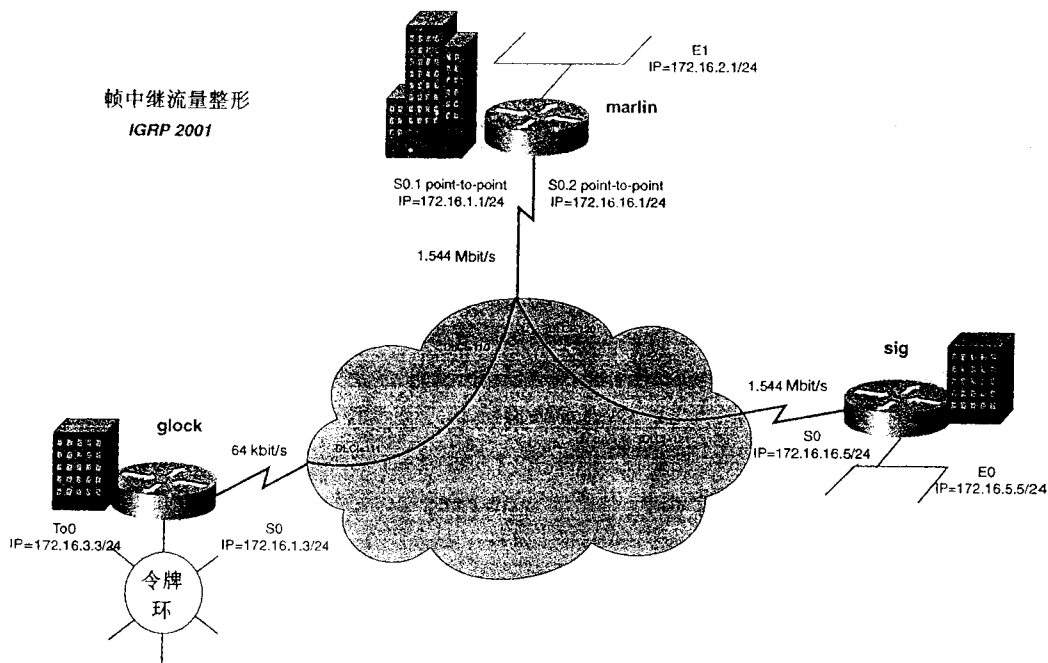 帧中继流量整形
IGRP 2001
E1
IP=172.16.2.1/24
marlin
S0.1 point-to-point
IP=172.16.1.1/24
S0.2 point-to-point
IP=172.16.16.1/24
1.544 Mbit/s
sig
1.544 Mbit/s
S0
IP=172.16.16.5/24
E0
IP=172.16.5.5/24
glock
64 kbit/s
To0
IP=172.16.3.3/24
S0
IP=172.16.1.3/24
令牌
环